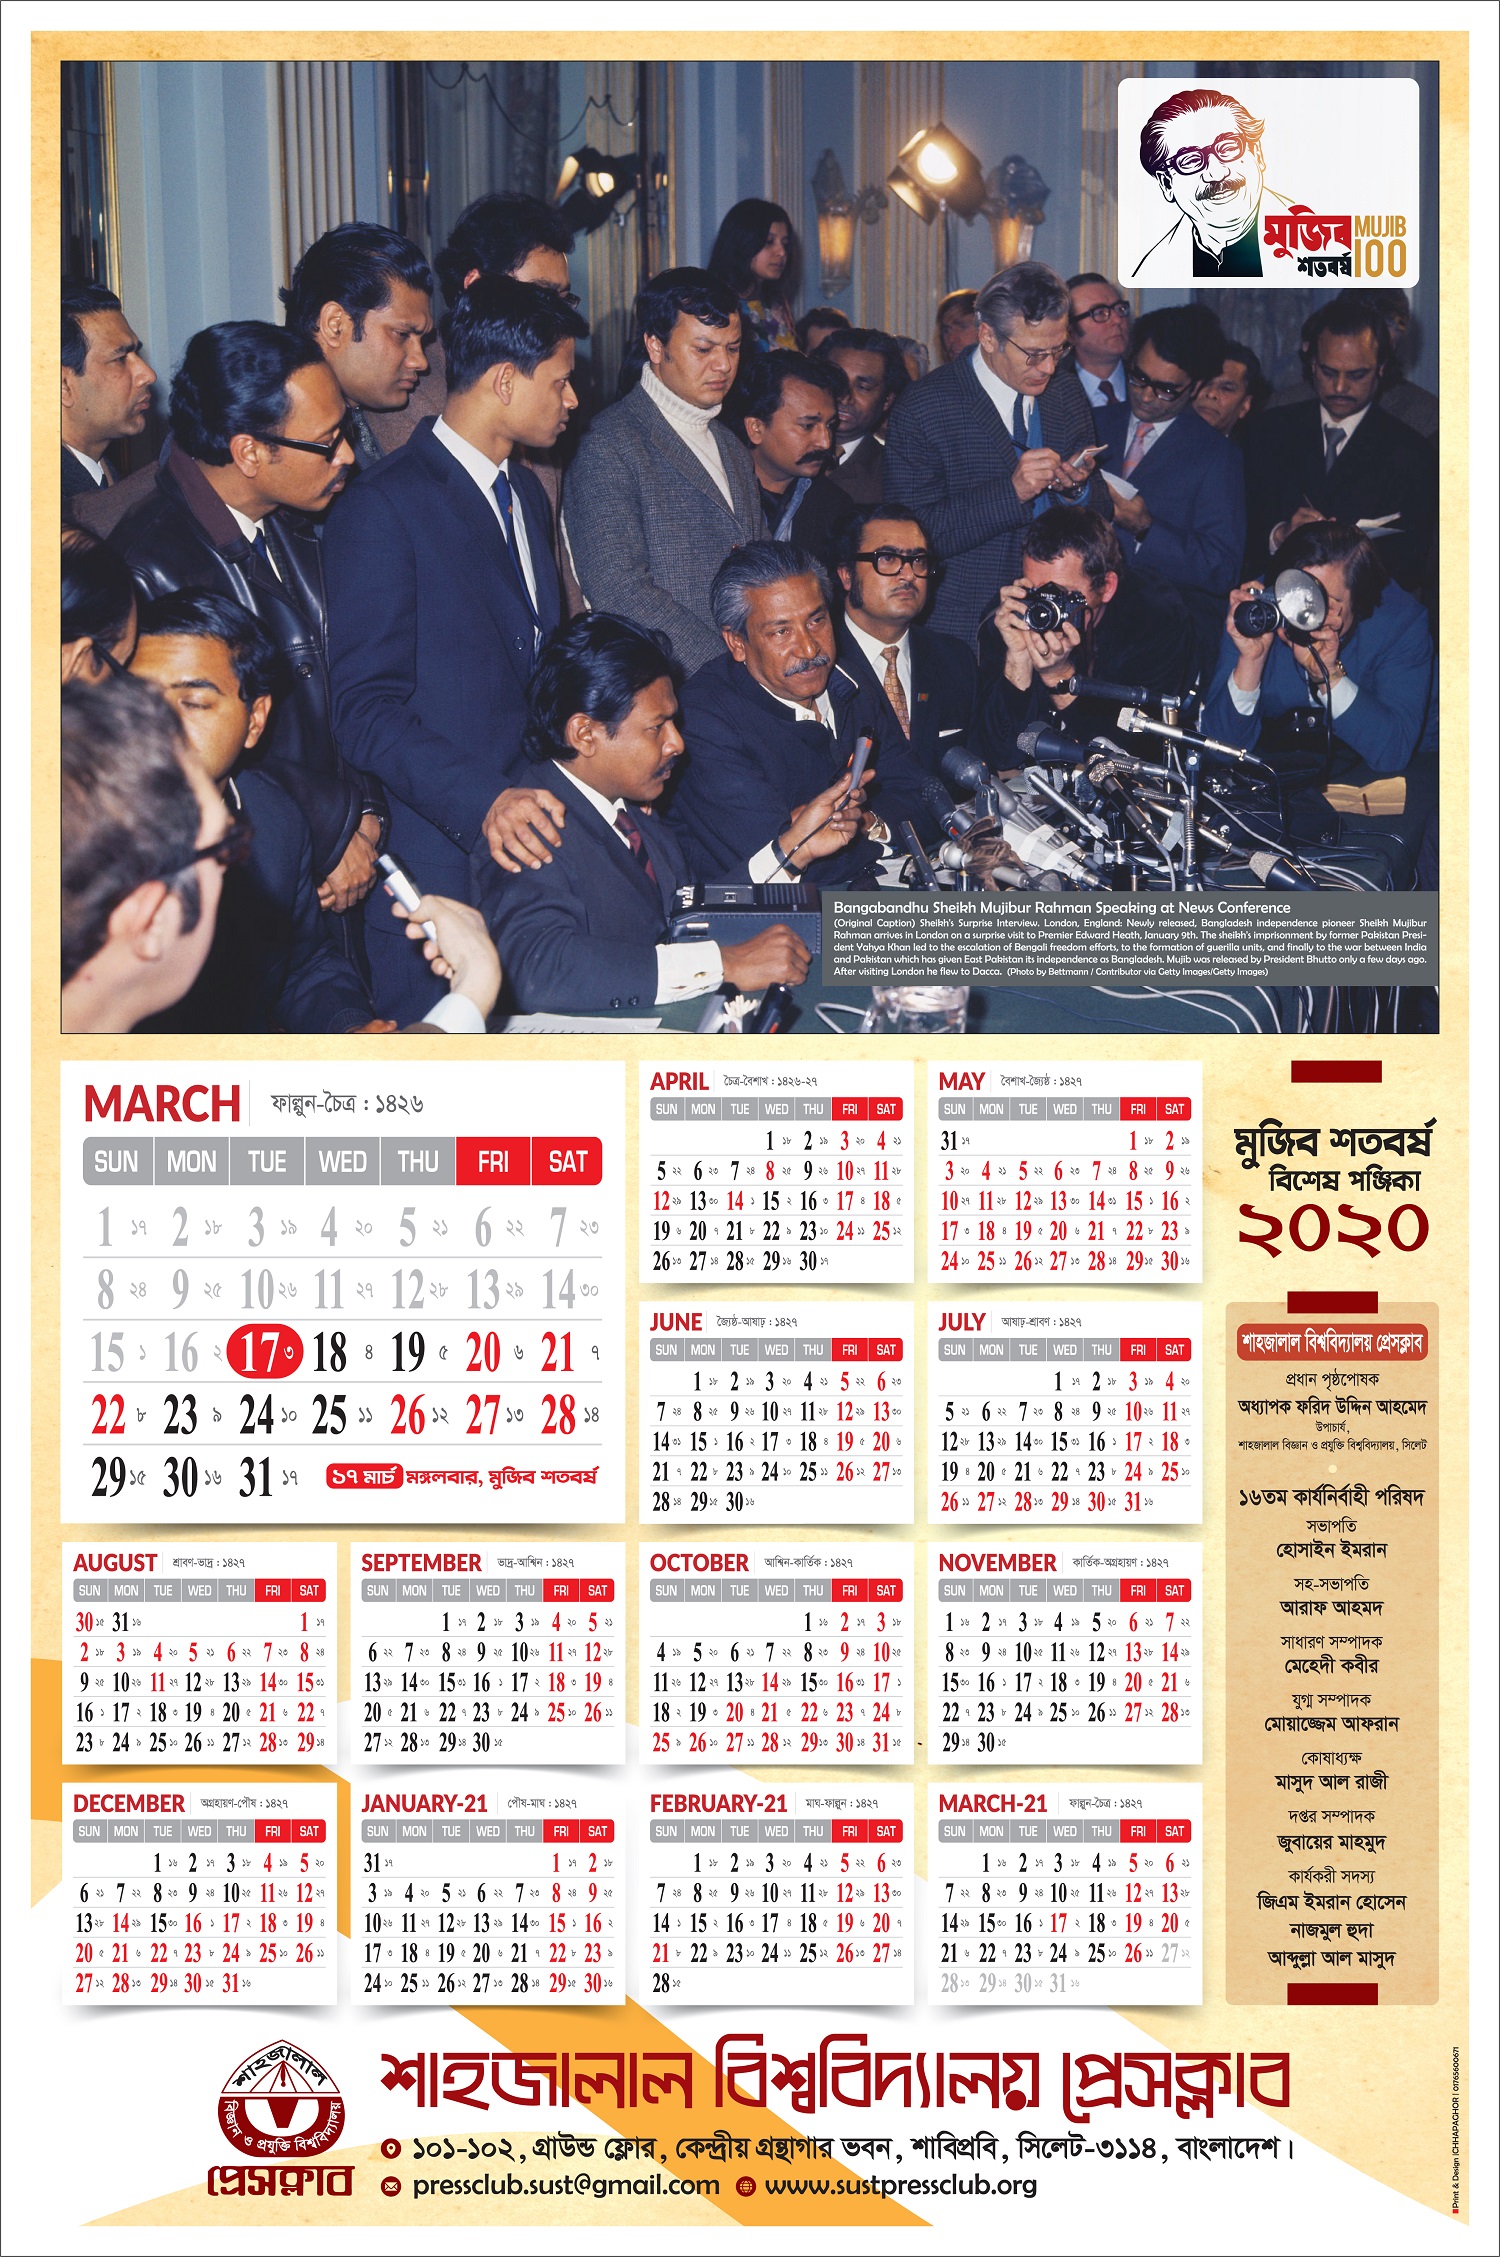 মুজিব
শতবর্ষ
MUJIB
100
Nikon
Bangabandhu Sheikh Mujibur Rahman Speaking at News Conference
(Original Caption) Sheikh's Surprise Interview. London, England: Newly released, Bangladesh independence pioneer Sheikh Mujibur
Rahman arrives in London on a surprise visit to Premier Edward Heath, January 9th. The sheikh's imprisonment by former Pakistan Presi-
dent Yahya Khan led to the escalation of Bengali freedom efforts, to the formation of guerilla units, and finally to the war between India
and Pakistan which has given East Pakistan its independence as Bangladesh. Mujib was released by President Bhutto only a few days ago.
After visiting London he flew to Dacca. (Photo by Bettmann / Contributor via Getty Images/Getty Images)
MARCH ফাল্গুন-চৈত্র : ১৪২৬
SUN MON TUE WED THU FRI SAT
1 ১৭ 2 ১৮ 3 ১৯ 4 ২০ 5 ২১ 6 ২২ 7 ২৩
8 ২৪ 9 ২৫ 10 ২৬ 11 ২৭ 12 ২৮ 13 ২৯ 14 ৩০
15 ১ 16 ২ 17 ৩ 18 ৪ 19 ৫ 20 ৬ 21 ৭
22 ৮ 23 ৯ 24 ১০ 25 ১১ 26 ১২ 27 ১৩ 28 ১৪
29 ১৫ 30 ১৬ 31 ১৭ ১৭ মার্চ মঙ্গলবার, মুজিব শতবর্ষ
APRIL চৈত্র-বৈশাখ : ১৪২৬-২৭
SUN MON TUE WED THU FRI SAT
1 ১৮ 2 ১৯ 3 ২০ 4 ২১
5 ২২ 6 ২৩ 7 ২৪ 8 ২৫ 9 ২৬ 10 ২৭ 11 ২৮
12 ২৯ 13 ৩০ 14 ১ 15 ২ 16 ৩ 17 ৪ 18 ৫
19 ৬ 20 ৭ 21 ৮ 22 ৯ 23 ১০ 24 ১১ 25 ১২
26 ১৩ 27 ১৪ 28 ১৫ 29 ১৬ 30 ১৭
MAY বৈশাখ-জ্যৈষ্ঠ : ১৪২৭
SUN MON TUE WED THU FRI SAT
31 ১৭ 1 ১৮ 2 ১৯
3 ২০ 4 ২১ 5 ২২ 6 ২৩ 7 ২৪ 8 ২৫ 9 ২৬
10 ২৭ 11 ২৮ 12 ২৯ 13 ৩০ 14 ৩১ 15 ১ 16 ২
17 ৩ 18 ৪ 19 ৫ 20 ৬ 21 ৭ 22 ৮ 23 ৯
24 ১০ 25 ১১ 26 ১২ 27 ১৩ 28 ১৪ 29 ১৫ 30 ১৬
JUNE জ্যৈষ্ঠ-আষাঢ় : ১৪২৭
SUN MON TUE WED THU FRI SAT
1 ১৮ 2 ১৯ 3 ২০ 4 ২১ 5 ২২ 6 ২৩
7 ২৪ 8 ২৫ 9 ২৬ 10 ২৭ 11 ২৮ 12 ২৯ 13 ৩০
14 ৩১ 15 ১ 16 ২ 17 ৩ 18 ৪ 19 ৫ 20 ৬
21 ৭ 22 ৮ 23 ৯ 24 ১০ 25 ১১ 26 ১২ 27 ১৩
28 ১৪ 29 ১৫ 30 ১৬
JULY আষাঢ়-শ্রাবণ : ১৪২৭
SUN MON TUE WED THU FRI SAT
1 ১৭ 2 ১৮ 3 ১৯ 4 ২০
5 ২১ 6 ২২ 7 ২৩ 8 ২৪ 9 ২৫ 10 ২৬ 11 ২৭
12 ২৮ 13 ২৯ 14 ৩০ 15 ৩১ 16 ১ 17 ২ 18 ৩
19 ৪ 20 ৫ 21 ৬ 22 ৭ 23 ৮ 24 ৯ 25 ১০
26 ১১ 27 ১২ 28 ১৩ 29 ১৪ 30 ১৫ 31 ১৬
AUGUST শ্রাবণ-ভাদ্র : ১৪২৭
SUN MON TUE WED THU FRI SAT
30 ১৫ 31 ১৬ 1 ১৭
2 ১৮ 3 ১৯ 4 ২০ 5 ২১ 6 ২২ 7 ২৩ 8 ২৪
9 ২৫ 10 ২৬ 11 ২৭ 12 ২৮ 13 ২৯ 14 ৩০ 15 ৩১
16 ১ 17 ২ 18 ৩ 19 ৪ 20 ৫ 21 ৬ 22 ৭
23 ৮ 24 ৯ 25 ১০ 26 ১১ 27 ১২ 28 ১৩ 29 ১৪
SEPTEMBER ভাদ্র-আশ্বিন : ১৪২৭
SUN MON TUE WED THU FRI SAT
1 ১৭ 2 ১৮ 3 ১৯ 4 ২০ 5 ২১
6 ২২ 7 ২৩ 8 ২৪ 9 ২৫ 10 ২৬ 11 ২৭ 12 ২৮
13 ২৯ 14 ৩০ 15 ৩১ 16 ১ 17 ২ 18 ৩ 19 ৪
20 ৫ 21 ৬ 22 ৭ 23 ৮ 24 ৯ 25 ১০ 26 ১১
27 ১২ 28 ১৩ 29 ১৪ 30 ১৫
OCTOBER আশ্বিন-কার্তিক : ১৪২৭
SUN MON TUE WED THU FRI SAT
1 ১৬ 2 ১৭ 3 ১৮
4 ১৯ 5 ২০ 6 ২১ 7 ২২ 8 ২৩ 9 ২৪ 10 ২৫
11 ২৬ 12 ২৭ 13 ২৮ 14 ২৯ 15 ৩০ 16 ৩১ 17 ১
18 ২ 19 ৩ 20 ৪ 21 ৫ 22 ৬ 23 ৭ 24 ৮
25 ৯ 26 ১০ 27 ১১ 28 ১২ 29 ১৩ 30 ১৪ 31 ১৫
NOVEMBER কার্তিক-অগ্রহায়ণ : ১৪২৭
SUN MON TUE WED THU FRI SAT
1 ১৬ 2 ১৭ 3 ১৮ 4 ১৯ 5 ২০ 6 ২১ 7 ২২
8 ২৩ 9 ২৪ 10 ২৫ 11 ২৬ 12 ২৭ 13 ২৮ 14 ২৯
15 ৩০ 16 ১ 17 ২ 18 ৩ 19 ৪ 20 ৫ 21 ৬
22 ৭ 23 ৮ 24 ৯ 25 ১০ 26 ১১ 27 ১২ 28 ১৩
29 ১৪ 30 ১৫
DECEMBER অগ্রহায়ণ-পৌষ : ১৪২৭
SUN MON TUE WED THU FRI SAT
1 ১৬ 2 ১৭ 3 ১৮ 4 ১৯ 5 ২০
6 ২১ 7 ২২ 8 ২৩ 9 ২৪ 10 ২৫ 11 ২৬ 12 ২৭
13 ২৮ 14 ২৯ 15 ৩০ 16 ১ 17 ২ 18 ৩ 19 ৪
20 ৫ 21 ৬ 22 ৭ 23 ৮ 24 ৯ 25 ১০ 26 ১১
27 ১২ 28 ১৩ 29 ১৪ 30 ১৫ 31 ১৬
JANUARY-21 পৌষ-মাঘ : ১৪২৭
SUN MON TUE WED THU FRI SAT
31 ১৭ 1 ১৭ 2 ১৮
3 ১৯ 4 ২০ 5 ২১ 6 ২২ 7 ২৩ 8 ২৪ 9 ২৫
10 ২৬ 11 ২৭ 12 ২৮ 13 ২৯ 14 ৩০ 15 ১ 16 ২
17 ৩ 18 ৪ 19 ৫ 20 ৬ 21 ৭ 22 ৮ 23 ৯
24 ১০ 25 ১১ 26 ১২ 27 ১৩ 28 ১৪ 29 ১৫ 30 ১৬
FEBRUARY-21 মাঘ-ফাল্গুন : ১৪২৭
SUN MON TUE WED THU FRI SAT
1 ১৮ 2 ১৯ 3 ২০ 4 ২১ 5 ২২ 6 ২৩
7 ২৪ 8 ২৫ 9 ২৬ 10 ২৭ 11 ২৮ 12 ২৯ 13 ৩০
14 ১ 15 ২ 16 ৩ 17 ৪ 18 ৫ 19 ৬ 20 ৭
21 ৮ 22 ৯ 23 ১০ 24 ১১ 25 ১২ 26 ১৩ 27 ১৪
28 ১৫
MARCH-21 ফাল্গুন-চৈত্র : ১৪২৭
SUN MON TUE WED THU FRI SAT
1 ১৬ 2 ১৭ 3 ১৮ 4 ১৯ 5 ২০ 6 ২১
7 ২২ 8 ২৩ 9 ২৪ 10 ২৫ 11 ২৬ 12 ২৭ 13 ২৮
14 ২৯ 15 ৩০ 16 ১ 17 ২ 18 ৩ 19 ৪ 20 ৫
21 ৬ 22 ৭ 23 ৮ 24 ৯ 25 ১০ 26 ১১ 27 ১২
28 ১৩ 29 ১৪ 30 ১৫ 31 ১৬
মুজিব শতবর্ষ
বিশেষ পঞ্জিকা
২০২০
শাহজালাল বিশ্ববিদ্যালয় প্রেসক্লাব
প্রধান পৃষ্ঠপোষক
অধ্যাপক ফরিদ উদ্দিন আহমেদ
উপাচার্য,
শাহজালাল বিজ্ঞান ও প্রযুক্তি বিশ্ববিদ্যালয়, সিলেট
১৬তম কার্যনির্বাহী পরিষদ
সভাপতি
হোসাইন ইমরান
সহ-সভাপতি
আরাফ আহমদ
সাধারণ সম্পাদক
মেহেদী কবীর
যুগ্ম সম্পাদক
মোয়াজ্জেম আফরান
কোষাধ্যক্ষ
মাসুদ আল রাজী
দপ্তর সম্পাদক
জুবায়ের মাহমুদ
কার্যকরী সদস্য
জিএম ইমরান হোসেন
নাজমুল হুদা
আব্দুল্লা আল মাসুদ
শাহজালাল
বিজ্ঞান ও প্রযুক্তি বিশ্ববিদ্যালয়
প্রেসক্লাব
শাহজালাল বিশ্ববিদ্যালয় প্রেসক্লাব
১০১-১০২, গ্রাউন্ড ফ্লোর, কেন্দ্রীয় গ্রন্থাগার ভবন, শাবিপ্রবি, সিলেট-৩১১৪, বাংলাদেশ।
pressclub.sust@gmail.com www.sustpressclub.org
Print & Design ICHHAPAGHOR | 01765600671